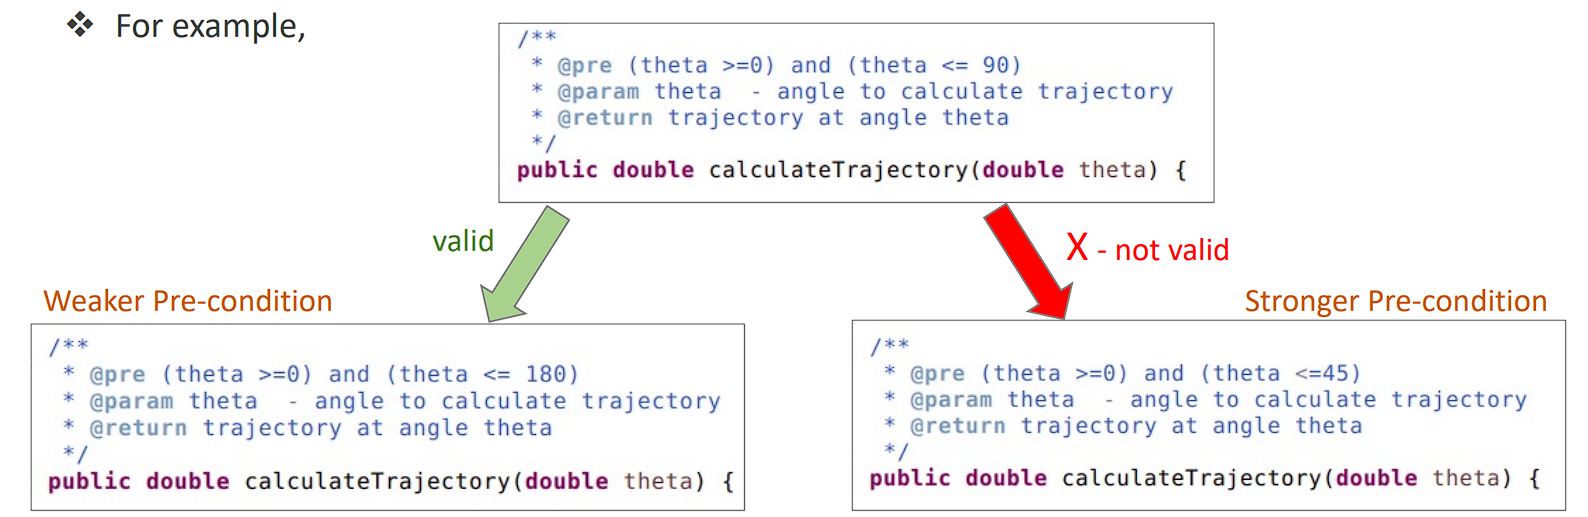 ❖ For example,
/**
* @pre (theta >=0) and (theta <= 90)
* @param theta - angle to calculate trajectory
* @return trajectory at angle theta
*/
public double calculateTrajectory(double theta) {
valid
X - not valid
Weaker Pre-condition
/**
* @pre (theta >=0) and (theta <= 180)
* @param theta - angle to calculate trajectory
* @return trajectory at angle theta
*/
public double calculateTrajectory(double theta) {
Stronger Pre-condition
/**
* @pre (theta >=0) and (theta <=45)
* @param theta - angle to calculate trajectory
* @return trajectory at angle theta
*/
public double calculateTrajectory(double theta) {